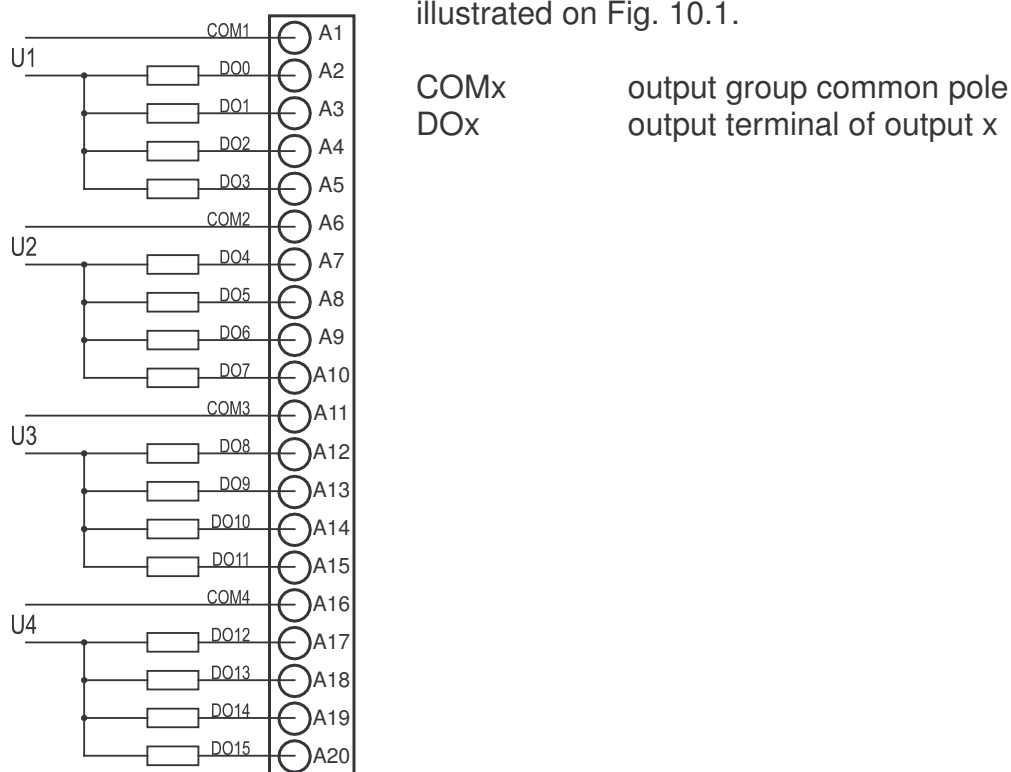 illustrated on Fig. 10.1.
COMx output group common pole
DOx output terminal of output x
COM1 A1
U1
DO0 A2
DO1 A3
DO2 A4
DO3 A5
COM2 A6
U2
DO4 A7
DO5 A8
DO6 A9
DO7 A10
COM3 A11
U3
DO8 A12
DO9 A13
DO10 A14
DO11 A15
COM4 A16
U4
DO12 A17
DO13 A18
DO14 A19
DO15 A20